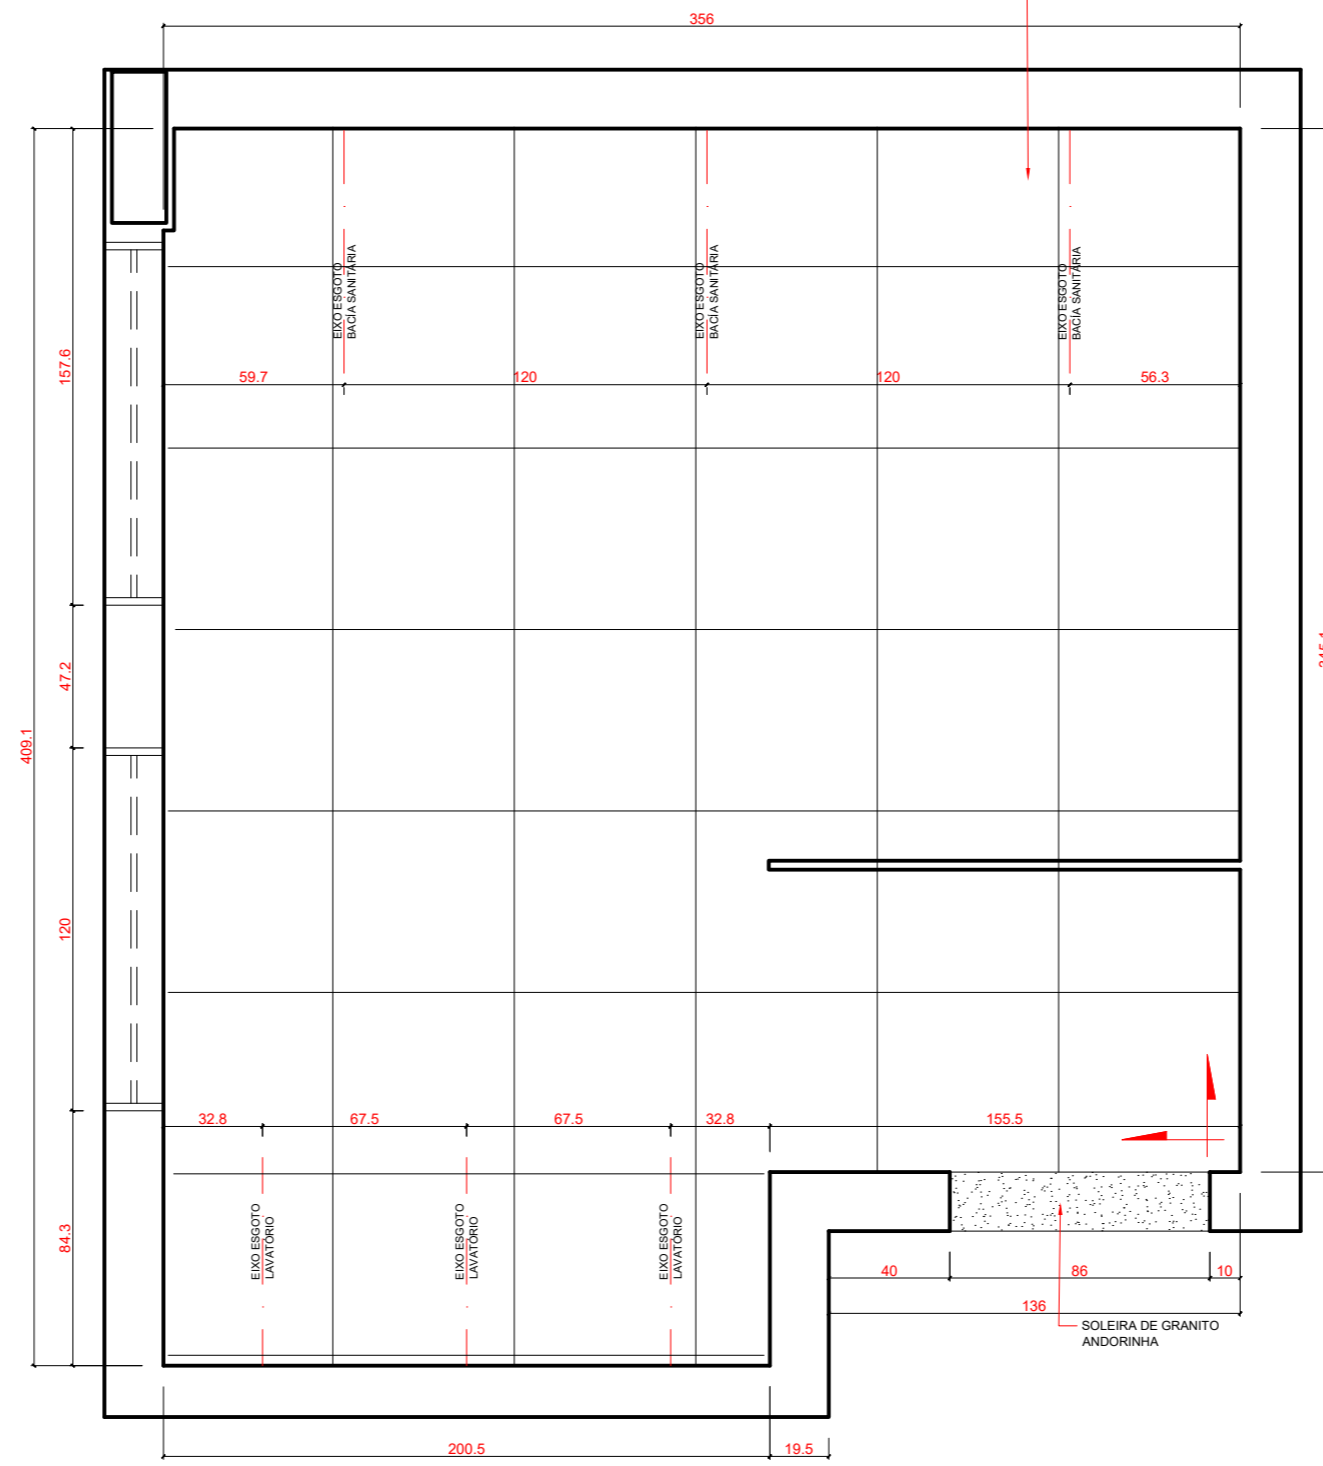 356
EIXO ESGOTO
BACIA SANITÁRIA
EIXO ESGOTO
BACIA SANITÁRIA
EIXO ESGOTO
BACIA SANITÁRIA
59.7
120
120
56.3
157.6
47.2
409.1
120
84.3
32.8
67.5
67.5
32.8
155.5
EIXO ESGOTO
LAVATÓRIO
EIXO ESGOTO
LAVATÓRIO
EIXO ESGOTO
LAVATÓRIO
40
86
10
136
SOLEIRA DE GRANITO
ANDORINHA
200.5
19.5